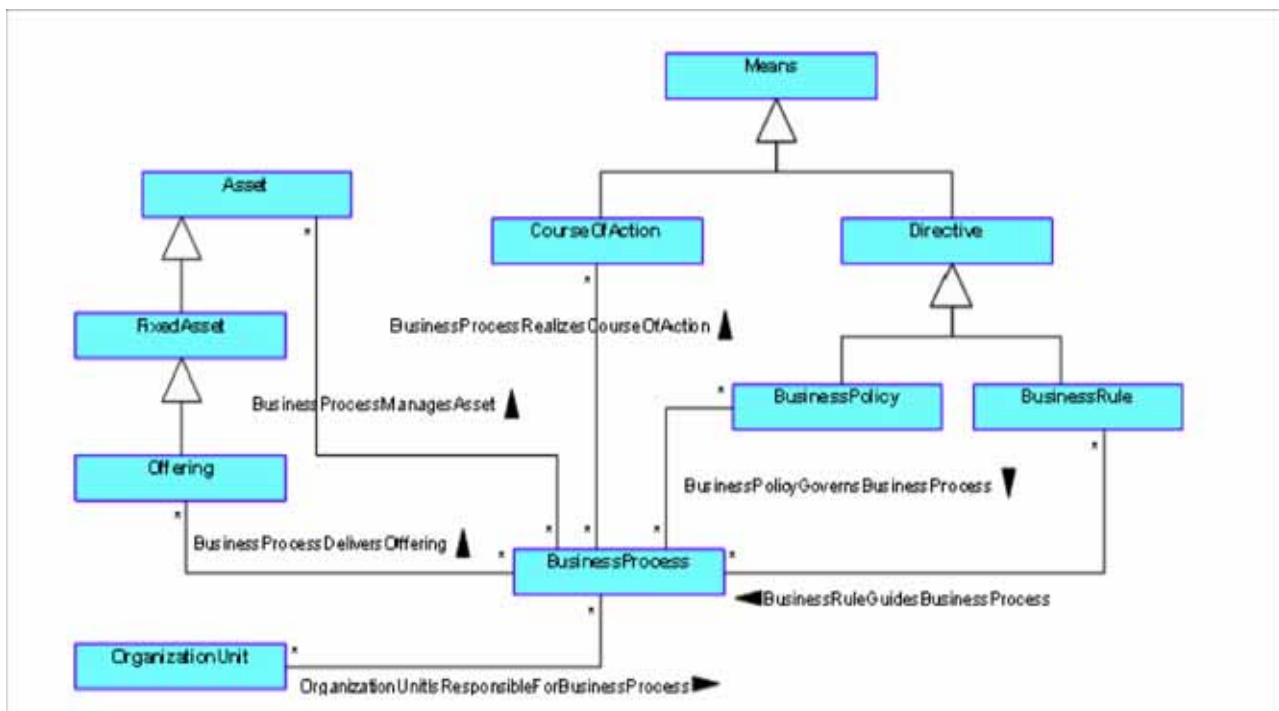 Means
Asset
CourseOfAction
Directive
FixedAsset
BusinessProcessRealizesCourseOfAction
BusinessProcessManagesAsset
BusinessPolicy
BusinessRule
Offering
BusinessPolicyGovernsBusinessProcess
BusinessProcessDeliversOffering
BusinessProcess
BusinessRuleGuidesBusinessProcess
OrganizationUnit
OrganizationUnitIsResponsibleForBusinessProcess
*
*
*
*
*
*
*
*
*
*
*
*